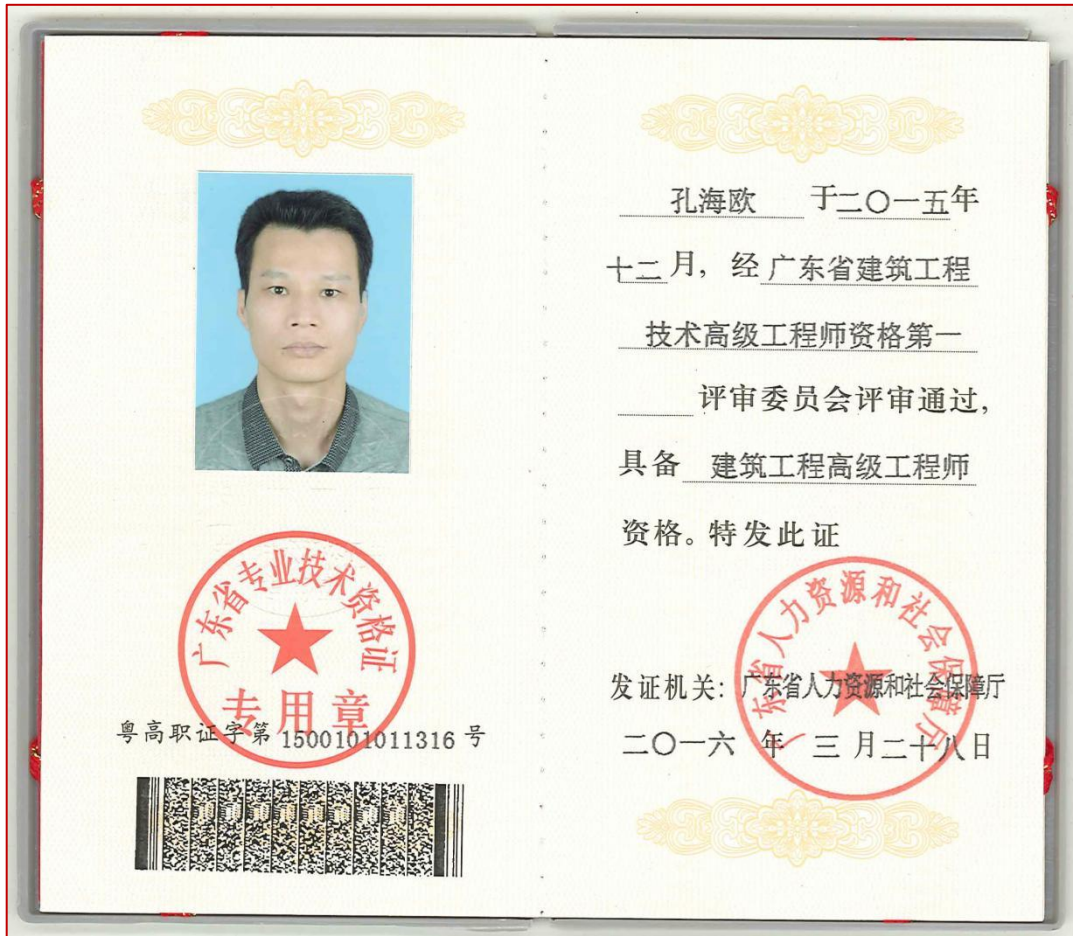 广东省专业技术资格证
专用章
粤高职证字第 1500101011316 号
孔海欧 于二〇一五年
十二月，经广东省建筑工程
技术高级工程师资格第一
评审委员会评审通过，
具备 建筑工程高级工程师
资格。特发此证
广东省人力资源和社会保障厅
发证机关：广东省人力资源和社会保障厅
二〇一六 年 三 月二十八日